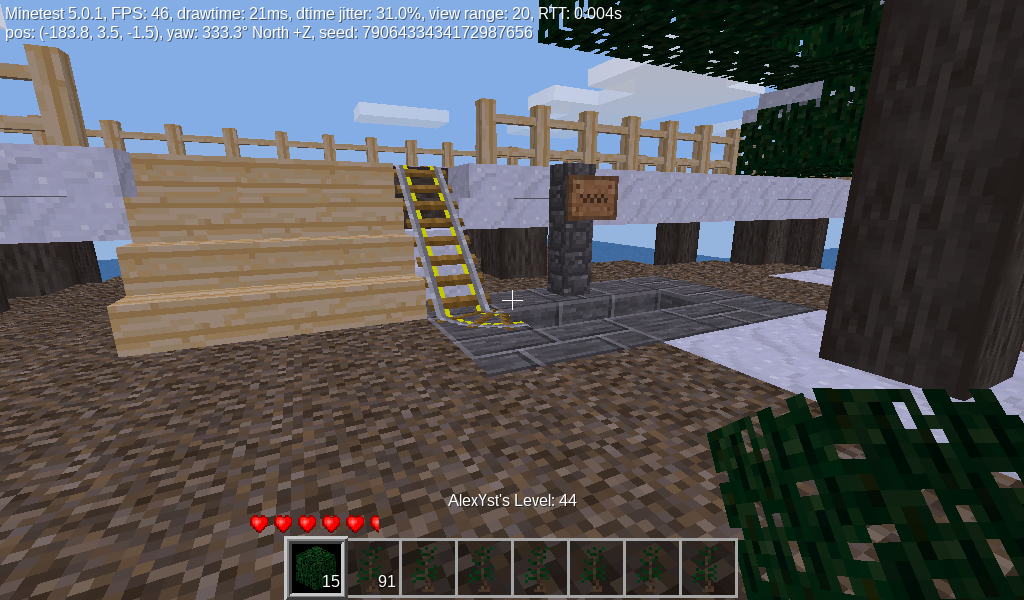 Minetest 5.0.1, FPS: 46, drawtime: 21ms, dtime jitter: 31.0%, view range: 20, RTT: 0.004s
pos: (-183.8, 3.5, -1.5), yaw: 333.3° North +Z, seed: 7906433434172987656
AlexYst's Level: 44
15 91